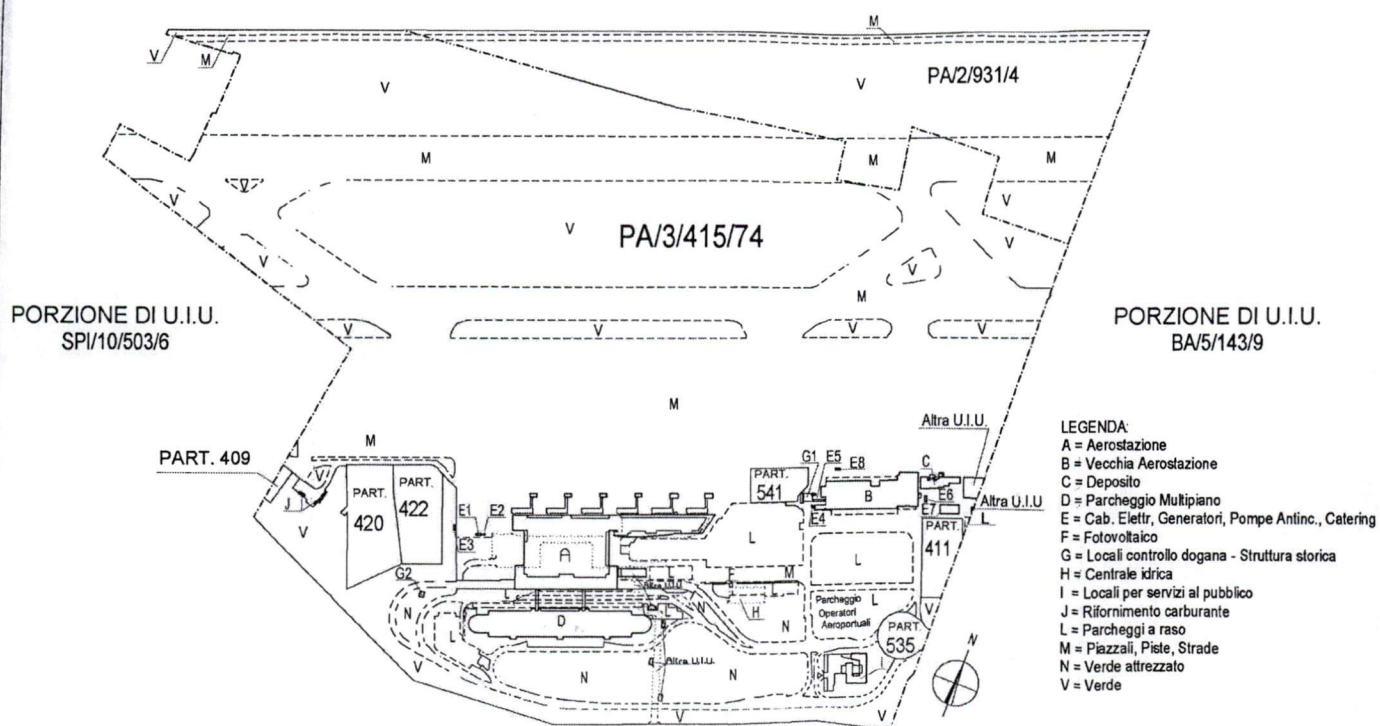 M
V
M
V
V
PA/2/931/4
M
M
M
V
V
V
V
PA/3/415/74
V
V
V
M
PORZIONE DI U.I.U.
SPI/10/503/6
PORZIONE DI U.I.U.
BA/5/143/9
V
V
V
V
M
PART. 409
M
V
J
V
PART.
420
PART.
422
E1
E2
E3
G2
A
PART.
541
G1
E5
E8
E4
B
C
Altra U.I.U.
E6
E7
Altra U.I.U
L
PART.
411
L
L
L
L
F
M
H
N
N
N
L
L
D
Altra U.I.U.
Parcheggio
Operatori
Aeroportuali
L
PART.
535
V
V
N
N
Altra U.I.U.
I
V
V
N
LEGENDA:
A = Aerostazione
B = Vecchia Aerostazione
C = Deposito
D = Parcheggio Multipiano
E = Cab. Elettr, Generatori, Pompe Antinc., Catering
F = Fotovoltaico
G = Locali controllo dogana - Struttura storica
H = Centrale idrica
I = Locali per servizi al pubblico
J = Rifornimento carburante
L = Parcheggi a raso
M = Piazzali, Piste, Strade
N = Verde attrezzato
V = Verde